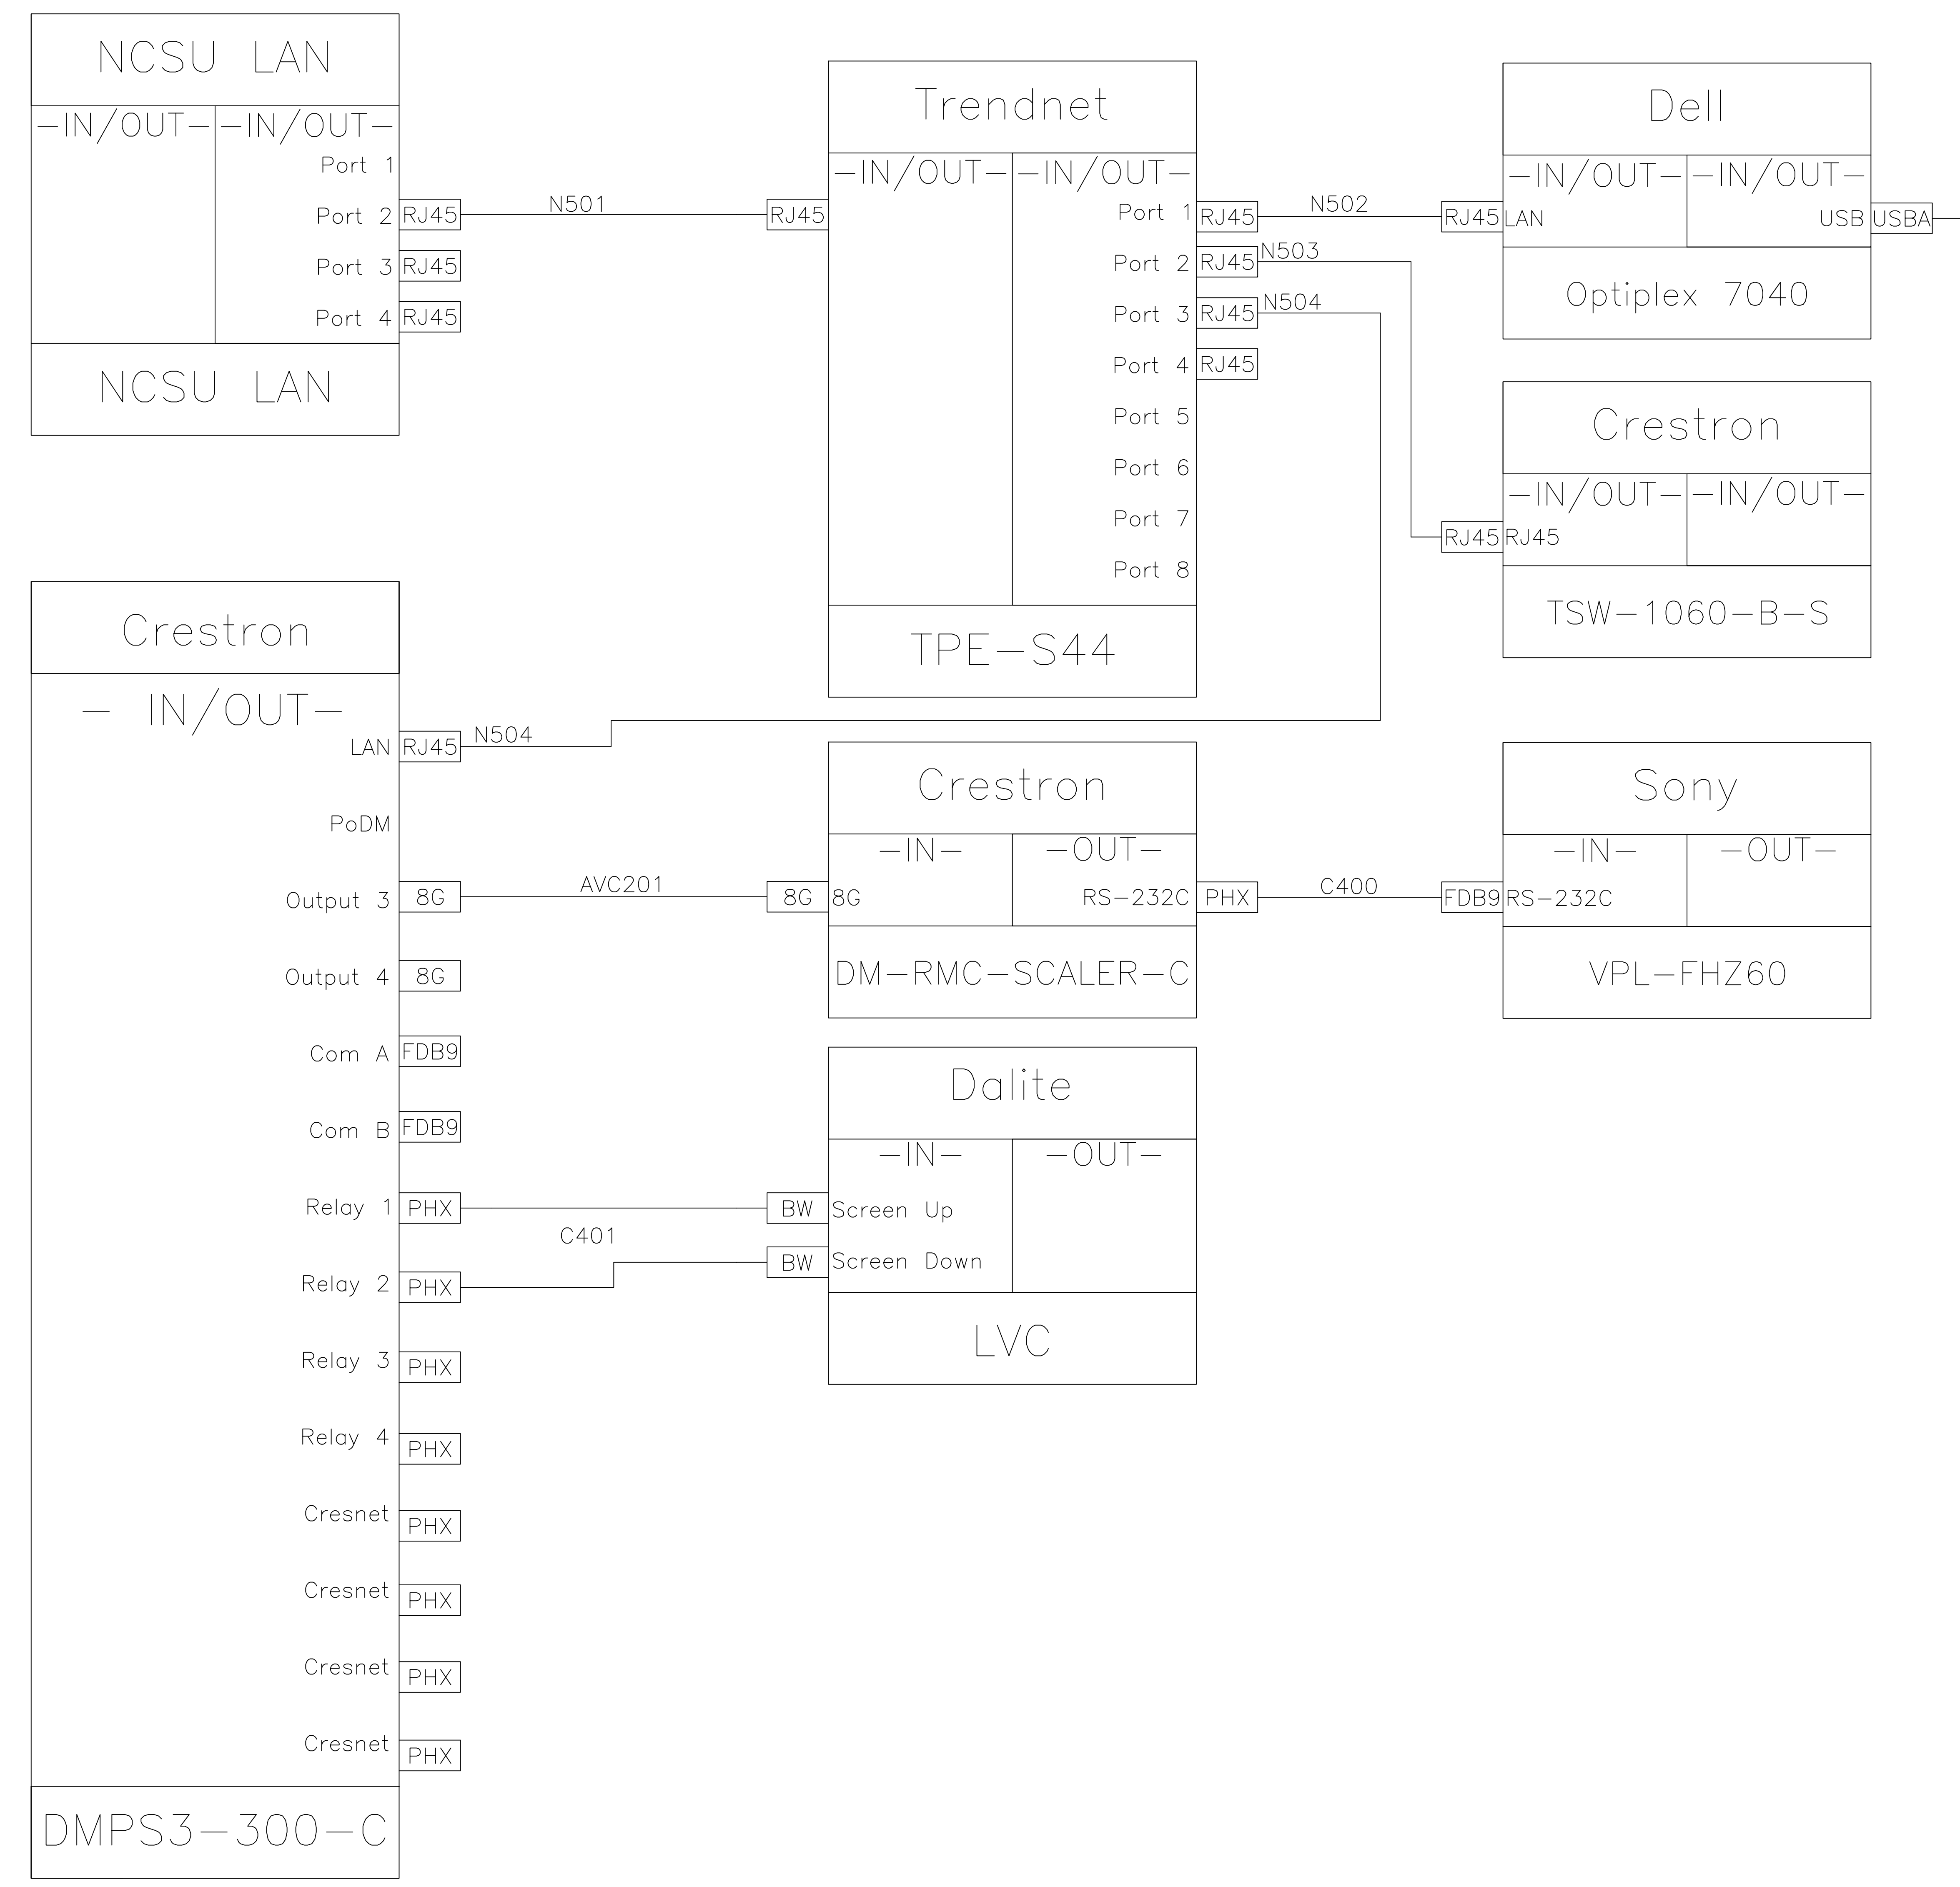 NCSU LAN
-IN/OUT- -IN/OUT-
Port 1
Port 2 RJ45
Port 3 RJ45
Port 4 RJ45
NCSU LAN
N501
Trendnet
-IN/OUT- -IN/OUT-
RJ45
Port 1 RJ45
Port 2 RJ45
Port 3 RJ45
Port 4 RJ45
Port 5
Port 6
Port 7
Port 8
TPE-S44
N502
N503
N504
Dell
-IN/OUT- -IN/OUT-
RJ45 LAN USB USBA
Optiplex 7040
Crestron
-IN/OUT- -IN/OUT-
RJ45 RJ45
TSW-1060-B-S
Crestron
- IN/OUT-
LAN RJ45 N504
PoDM
Output 3 8G
Output 4 8G
Com A FDB9
Com B FDB9
Relay 1 PHX
Relay 2 PHX
Relay 3 PHX
Relay 4 PHX
Cresnet PHX
Cresnet PHX
Cresnet PHX
Cresnet PHX
DMPS3-300-C
AVC201
Crestron
-IN- -OUT-
8G 8G RS-232C PHX
DM-RMC-SCALER-C
C400
Sony
-IN- -OUT-
FDB9 RS-232C
VPL-FHZ60
C401
Dalite
-IN- -OUT-
BW Screen Up
BW Screen Down
LVC